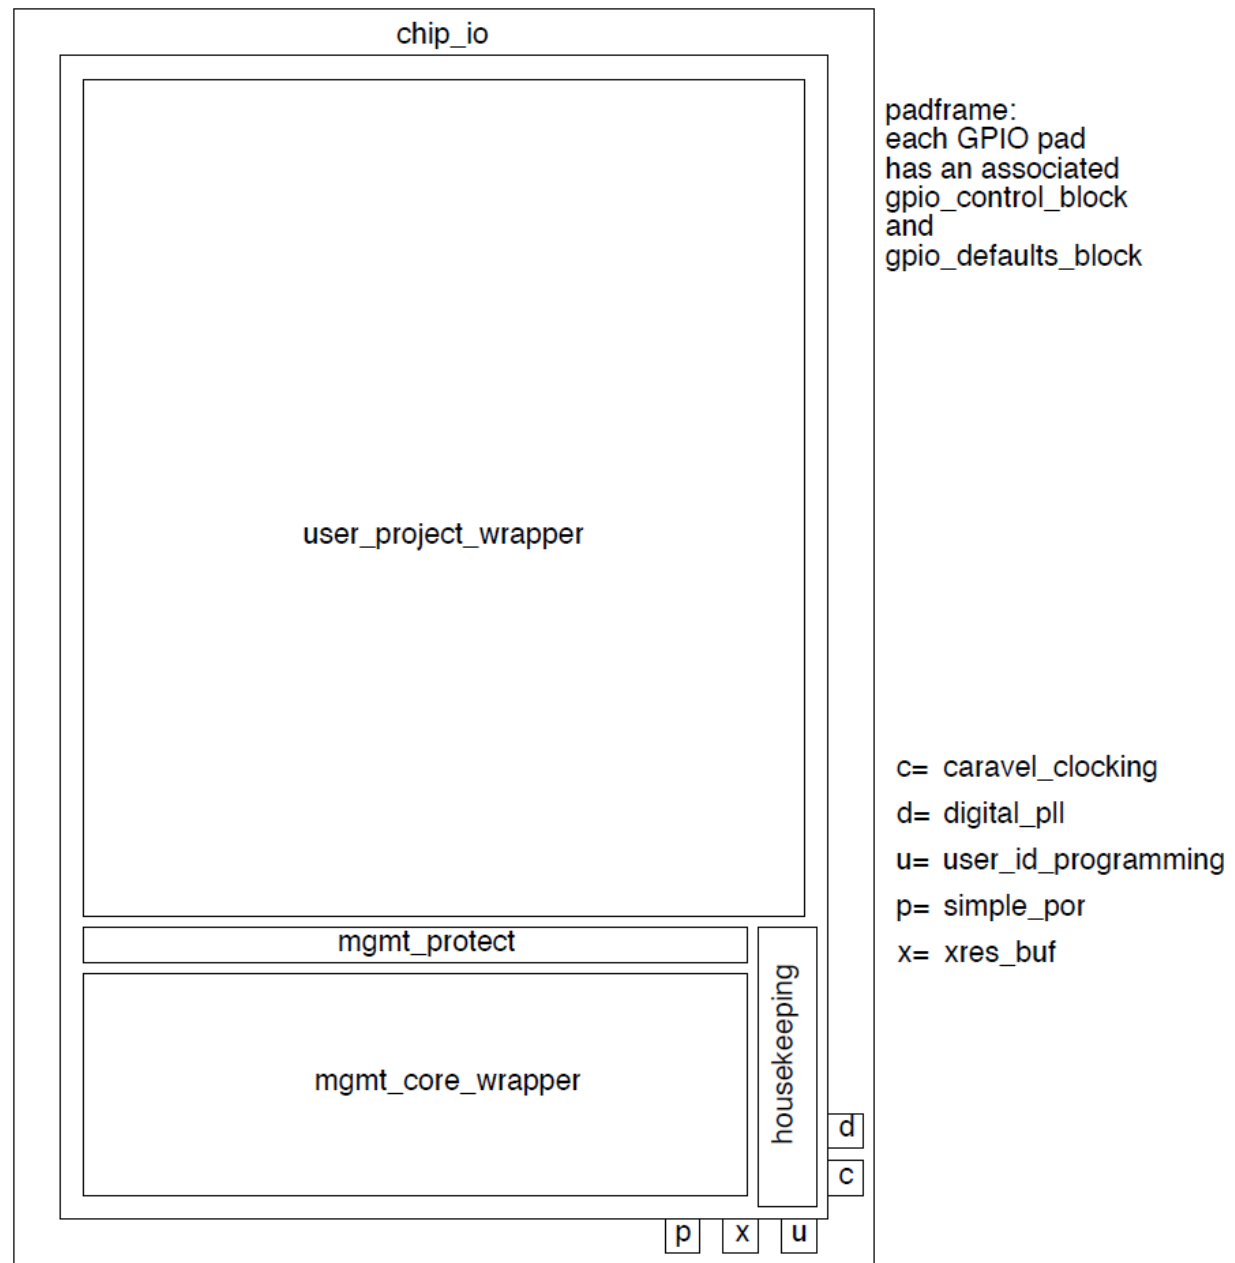 chip_io
padframe:
each GPIO pad
has an associated
gpio_control_block
and
gpio_defaults_block
user_project_wrapper
c= caravel_clocking
d= digital_pll
u= user_id_programming
p= simple_por
x= xres_buf
mgmt_protect
housekeeping
mgmt_core_wrapper
d
c
p
x
u